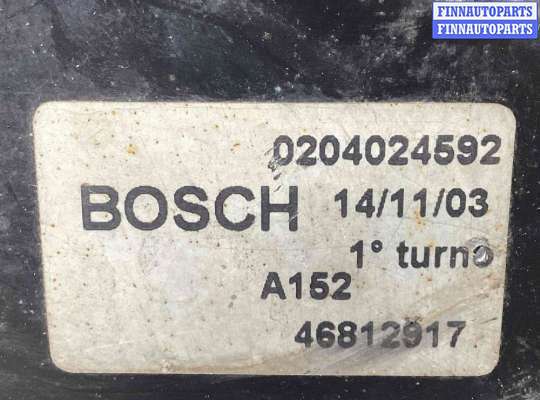 FINNAUTOPARTS
FINNAUTOPARTS
0204024592
BOSCH 14/11/03
1° turno
A152
46812917